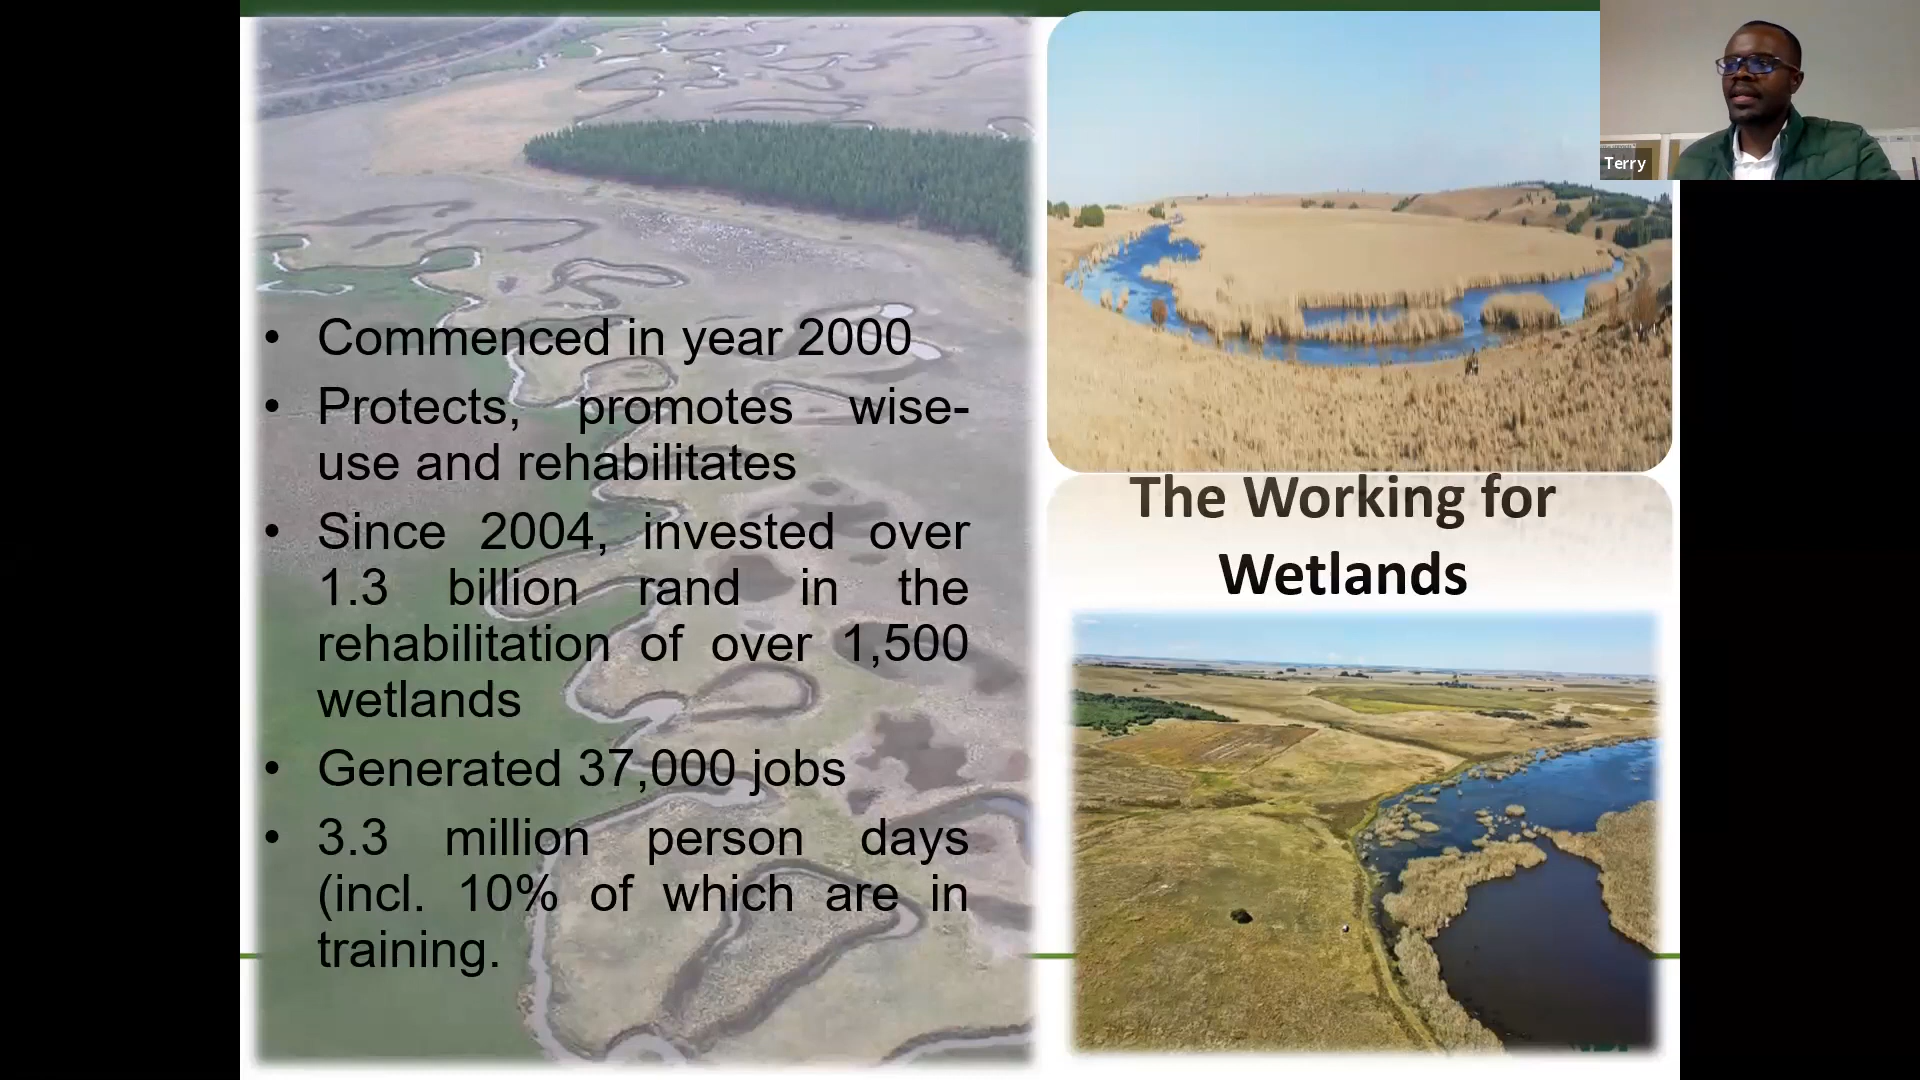 • Commenced in year 2000
• Protects, promotes wise-
use and rehabilitates
• Since 2004, invested over
1.3 billion rand in the
rehabilitation of over 1,500
wetlands
• Generated 37,000 jobs
• 3.3 million person days
(incl. 10% of which are in
training.
The Working for
Wetlands
Terry